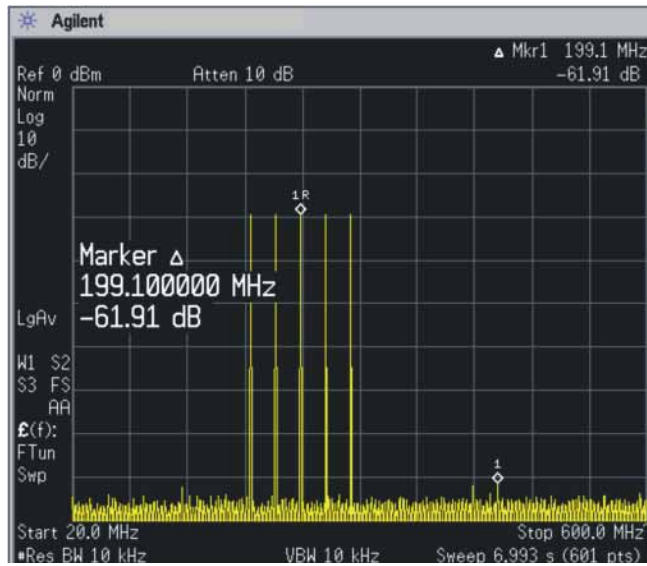 Agilent
Δ Mkr1 199.1 MHz
Ref 0 dBm Atten 10 dB -61.91 dB
Norm
Log
10
dB/
1R
Marker Δ
199.100000 MHz
-61.91 dB
LgAv
W1 S2
S3 FS
AA
£(f):
FTun
Swp
1
Start 20.0 MHz Stop 600.0 MHz
#Res BW 10 kHz VBW 10 kHz Sweep 6.993 s (601 pts)